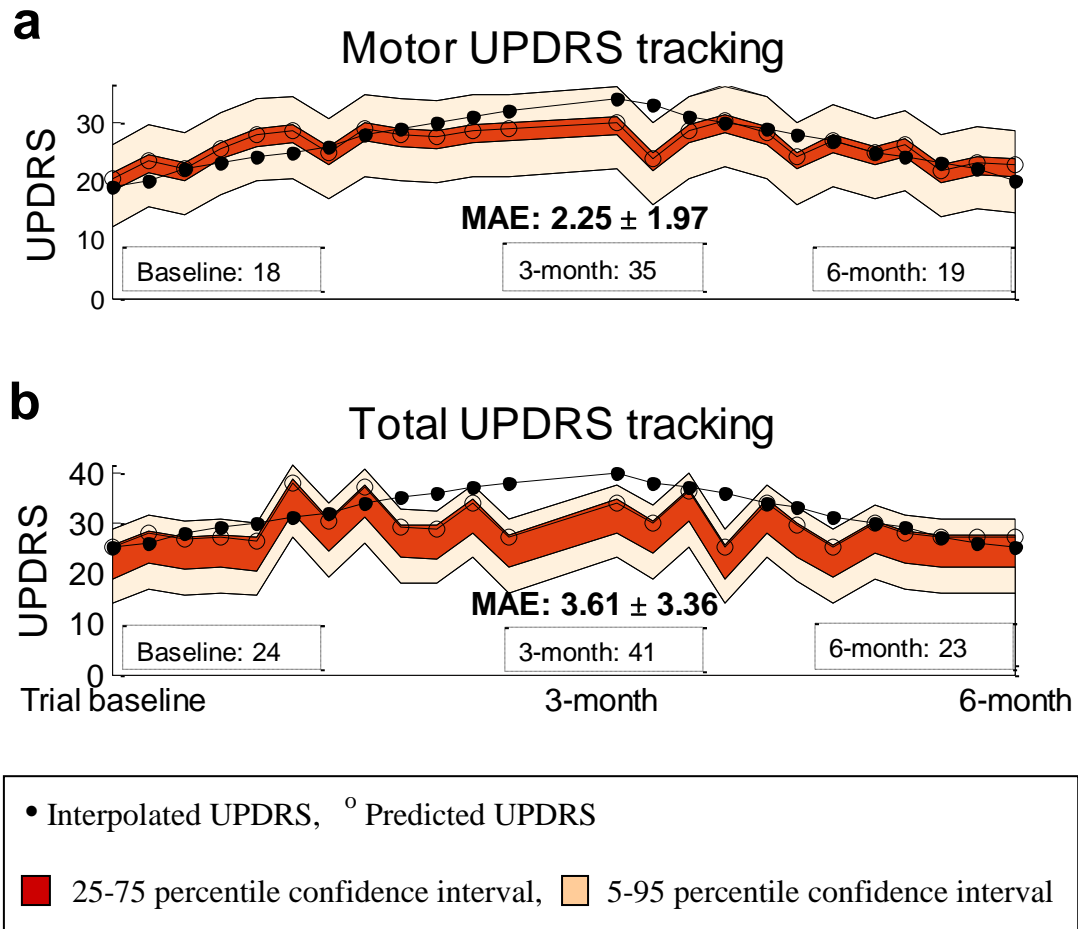 a
Motor UPDRS tracking
UPDRS
30
20
10
0
MAE: 2.25 ± 1.97
Baseline: 18
3-month: 35
6-month: 19
b
Total UPDRS tracking
UPDRS
40
30
20
10
0
MAE: 3.61 ± 3.36
Baseline: 24
3-month: 41
6-month: 23
Trial baseline
3-month
6-month
• Interpolated UPDRS, o Predicted UPDRS
25-75 percentile confidence interval, 5-95 percentile confidence interval